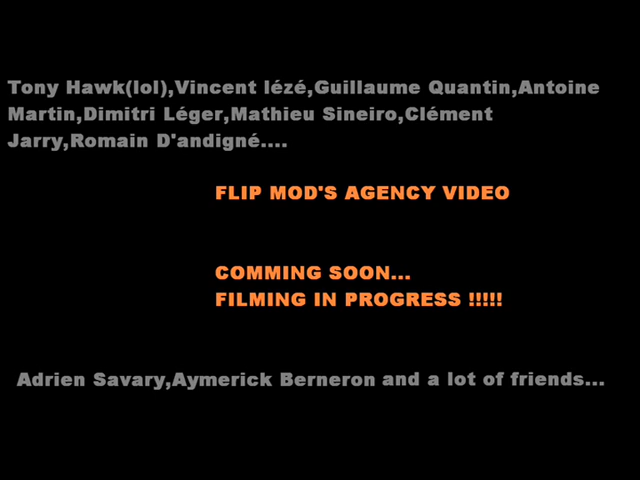 Tony Hawk(lol),Vincent lézé,Guillaume Quantin,Antoine
Martin,Dimitri Léger,Mathieu Sineiro,Clément
Jarry,Romain D'andigné....
FLIP MOD'S AGENCY VIDEO
COMMING SOON...
FILMING IN PROGRESS !!!!!
Adrien Savary,Aymerick Berneron and a lot of friends...